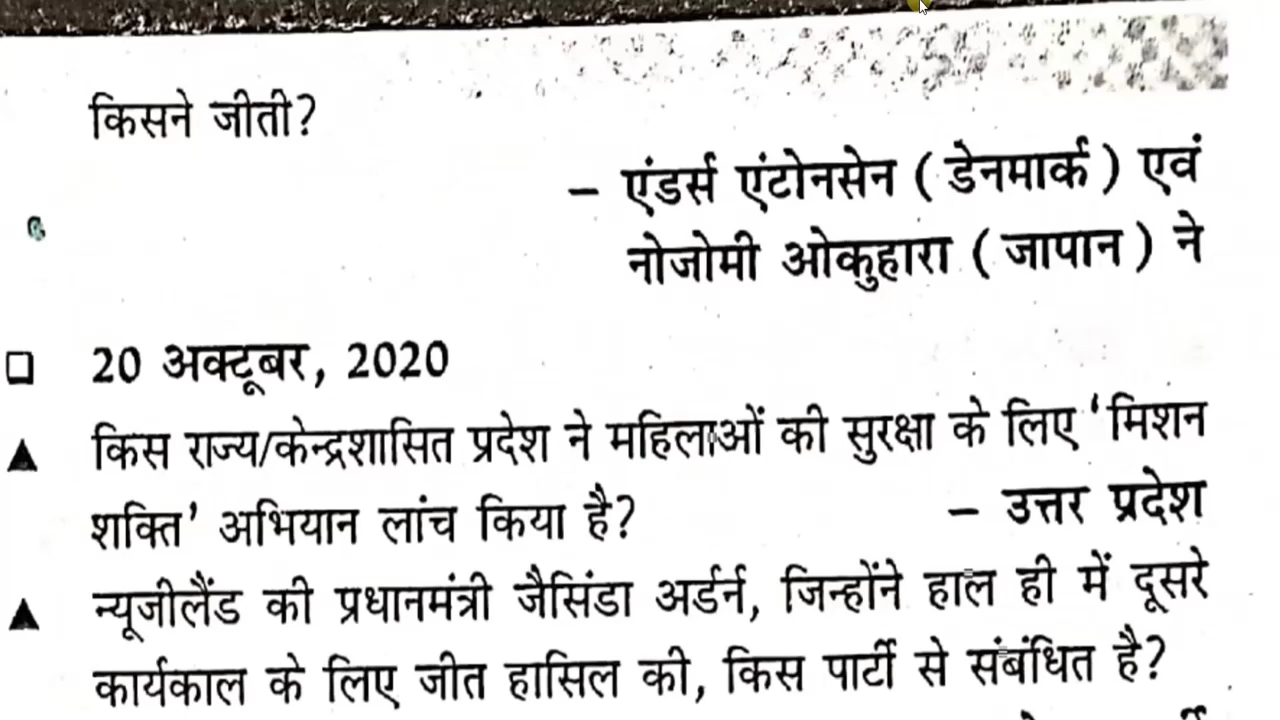 किसने जीती?
– एंडर्स एंटोनसेन ( डेनमार्क ) एवं
नोजोमी ओकुहारा ( जापान ) ने
20 अक्टूबर, 2020
किस राज्य/केन्द्रशासित प्रदेश ने महिलाओं की सुरक्षा के लिए ‘मिशन
शक्ति’ अभियान लांच किया है? – उत्तर प्रदेश
न्यूजीलैंड की प्रधानमंत्री जैसिंडा अर्डर्न, जिन्होंने हाल ही में दूसरे
कार्यकाल के लिए जीत हासिल की, किस पार्टी से संबंधित है?